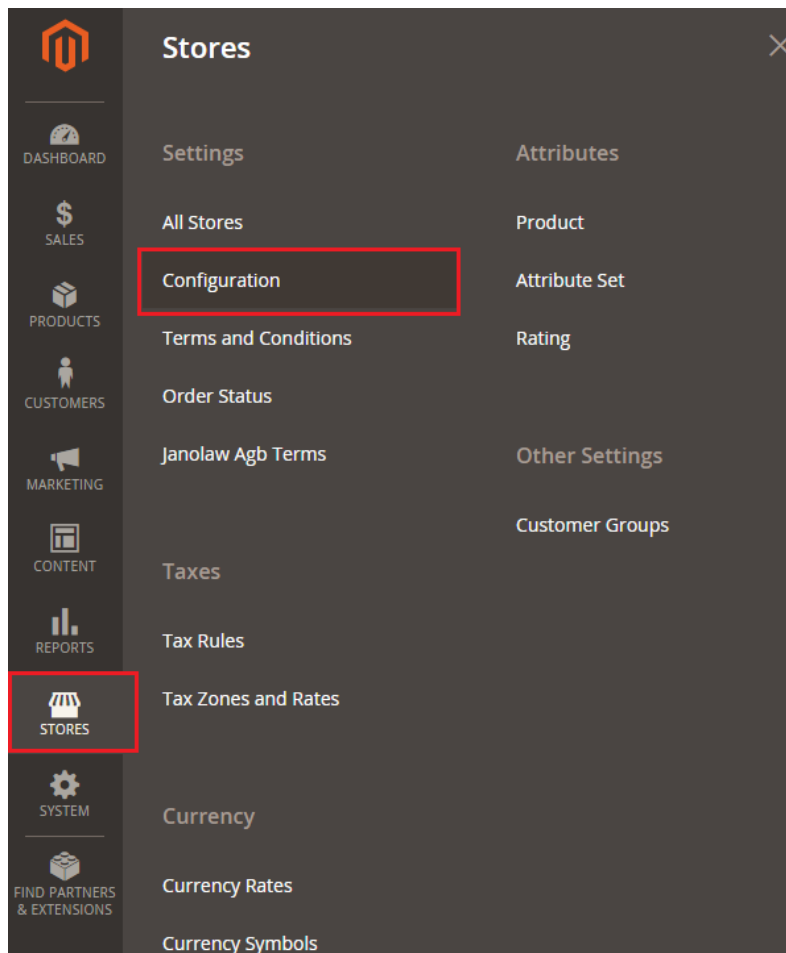 DASHBOARD
SALES
PRODUCTS
CUSTOMERS
MARKETING
CONTENT
REPORTS
STORES
SYSTEM
FIND PARTNERS
& EXTENSIONS
Stores
Settings
All Stores
Configuration
Terms and Conditions
Order Status
Janolaw Agb Terms
Taxes
Tax Rules
Tax Zones and Rates
Currency
Currency Rates
Currency Symbols
Attributes
Product
Attribute Set
Rating
Other Settings
Customer Groups